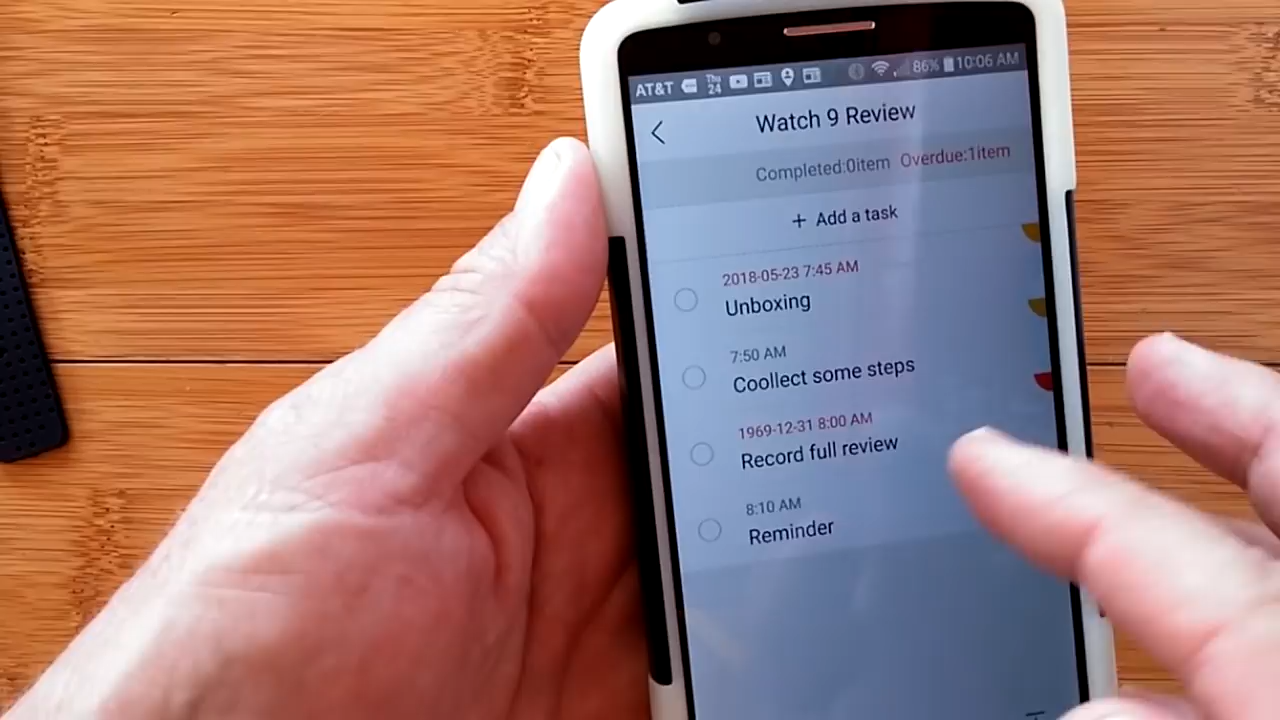 AT&T Thu 24 86% 10:06 AM
Watch 9 Review
Completed:0item Overdue:1item
+ Add a task
2018-05-23 7:45 AM
Unboxing
7:50 AM
Coollect some steps
1969-12-31 8:00 AM
Record full review
8:10 AM
Reminder